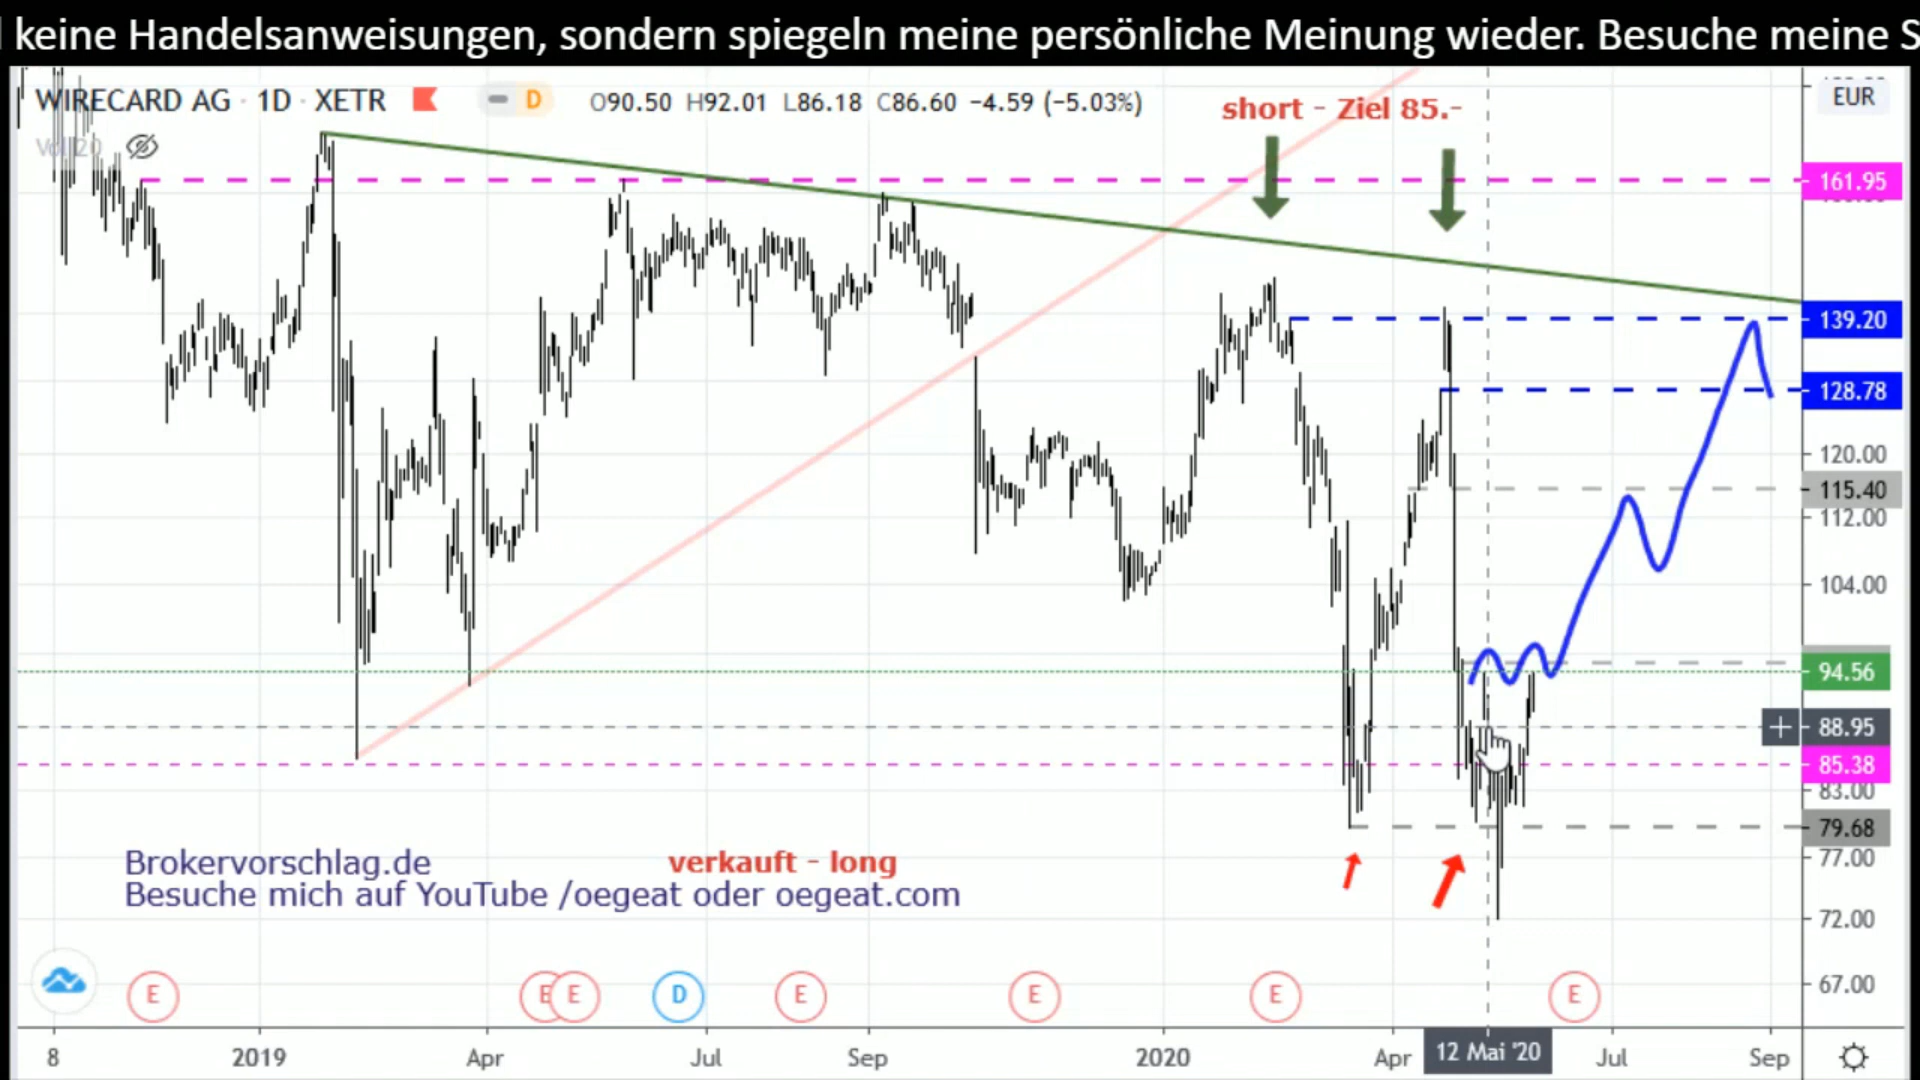 keine Handelsanweisungen, sondern spiegeln meine persönliche Meinung wieder. Besuche meine S
WIRECARD AG · 1D · XETR
D
O90.50 H92.01 L86.18 C86.60 −4.59 (−5.03%)
short - Ziel 85.-
EUR
Vol 20
161.95
139.20
128.78
120.00
115.40
112.00
104.00
94.56
88.95
85.38
83.00
79.68
77.00
72.00
67.00
Brokervorschlag.de
verkauft - long
Besuche mich auf YouTube /oegeat oder oegeat.com
E E E D E E E E
8 2019 Apr Jul Sep 2020 Apr 12 Mai '20 Jul Sep